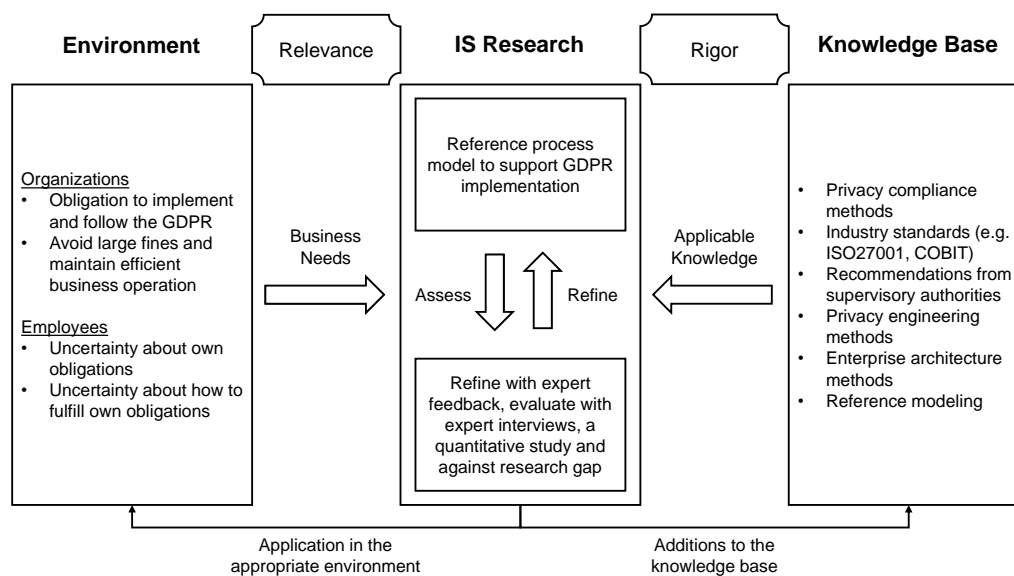 Environment
Relevance
IS Research
Rigor
Knowledge Base
Organizations
• Obligation to implement
and follow the GDPR
• Avoid large fines and
maintain efficient
business operation
Employees
• Uncertainty about own
obligations
• Uncertainty about how to
fulfill own obligations
Business
Needs
Reference process
model to support GDPR
implementation
Assess
Refine
Refine with expert
feedback, evaluate with
expert interviews, a
quantitative study and
against research gap
Applicable
Knowledge
• Privacy compliance
methods
• Industry standards (e.g.
ISO27001, COBIT)
• Recommendations from
supervisory authorities
• Privacy engineering
methods
• Enterprise architecture
methods
• Reference modeling
Application in the
appropriate environment
Additions to the
knowledge base